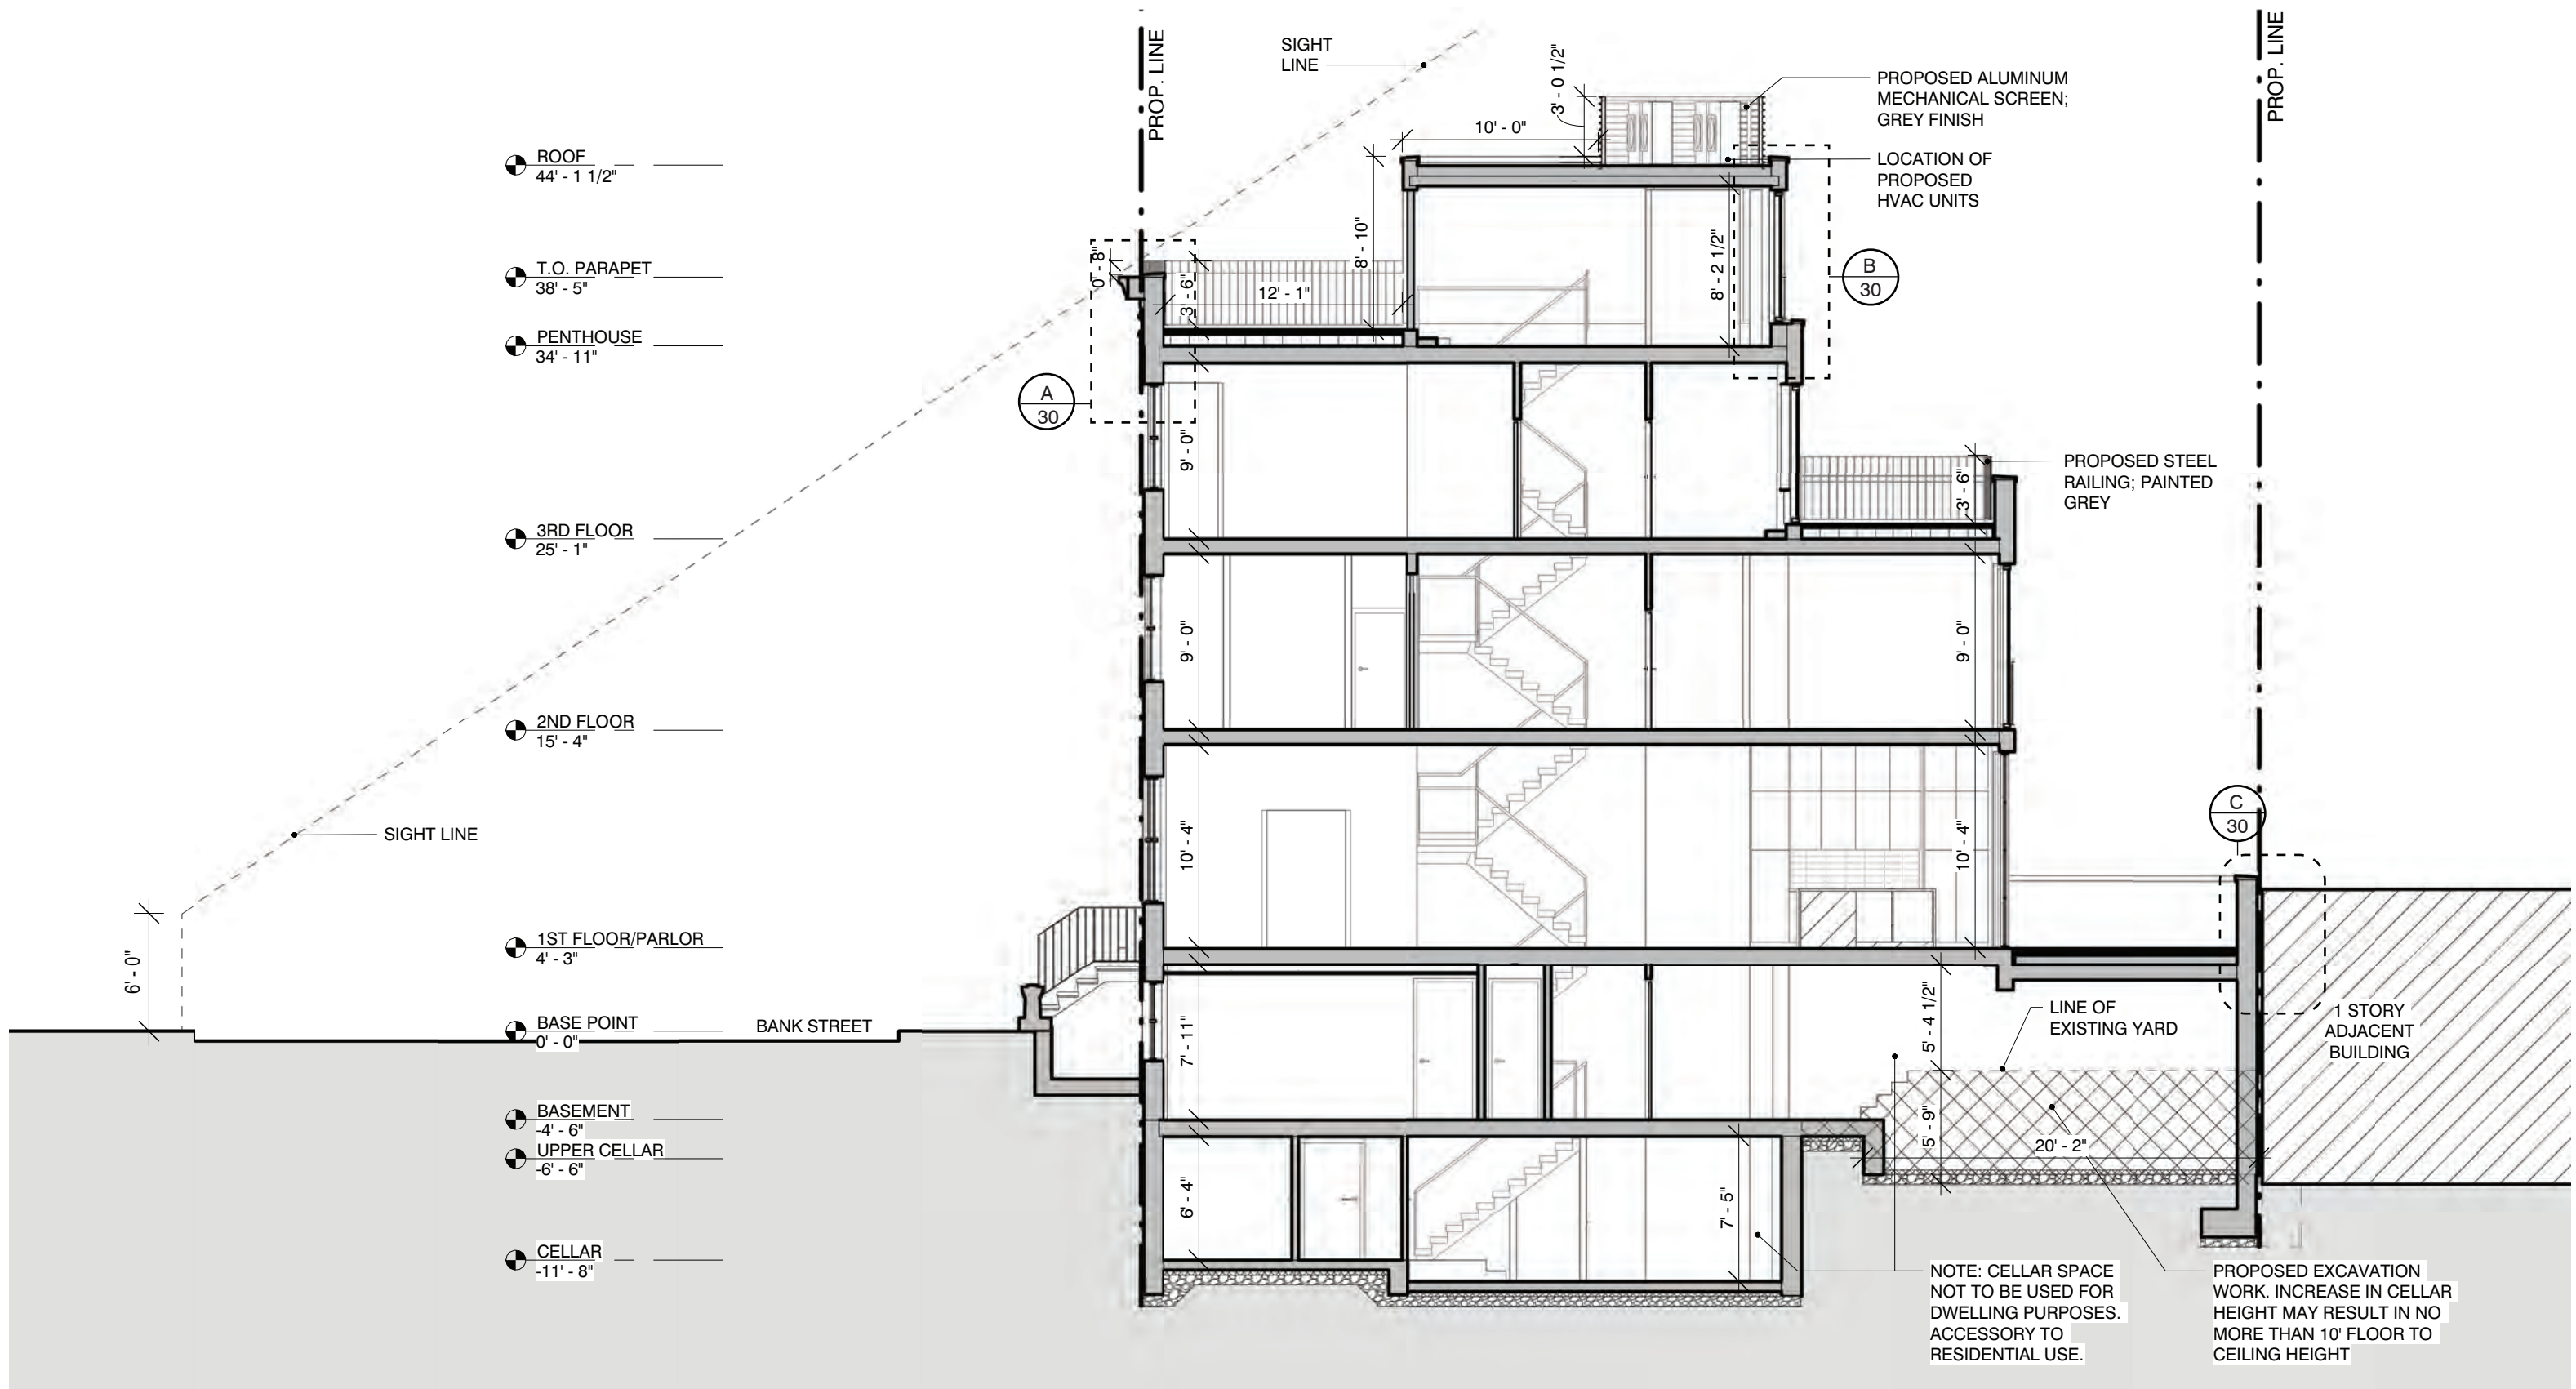 PROP. LINE
PROP. LINE
SIGHT
LINE
3' - 0 1/2"
PROPOSED ALUMINUM
MECHANICAL SCREEN;
GREY FINISH
10' - 0"
ROOF
44' - 1 1/2"
LOCATION OF
PROPOSED
HVAC UNITS
8' - 10"
8' - 2 1/2"
T.O. PARAPET
38' - 5"
0' - 8"
3' - 6"
12' - 1"
B
30
PENTHOUSE
34' - 11"
A
30
9' - 0"
PROPOSED STEEL
RAILING; PAINTED
GREY
3' - 6"
3RD FLOOR
25' - 1"
9' - 0"
9' - 0"
2ND FLOOR
15' - 4"
SIGHT LINE
C
30
10' - 4"
10' - 4"
1ST FLOOR/PARLOR
4' - 3"
6' - 0"
BASE POINT
0' - 0"
BANK STREET
7' - 11"
5' - 4 1/2"
LINE OF
EXISTING YARD
1 STORY
ADJACENT
BUILDING
BASEMENT
-4' - 6"
UPPER CELLAR
-6' - 6"
5' - 9"
20' - 2"
6' - 4"
7' - 5"
CELLAR
-11' - 8"
NOTE: CELLAR SPACE
NOT TO BE USED FOR
DWELLING PURPOSES.
ACCESSORY TO
RESIDENTIAL USE.
PROPOSED EXCAVATION
WORK. INCREASE IN CELLAR
HEIGHT MAY RESULT IN NO
MORE THAN 10' FLOOR TO
CEILING HEIGHT